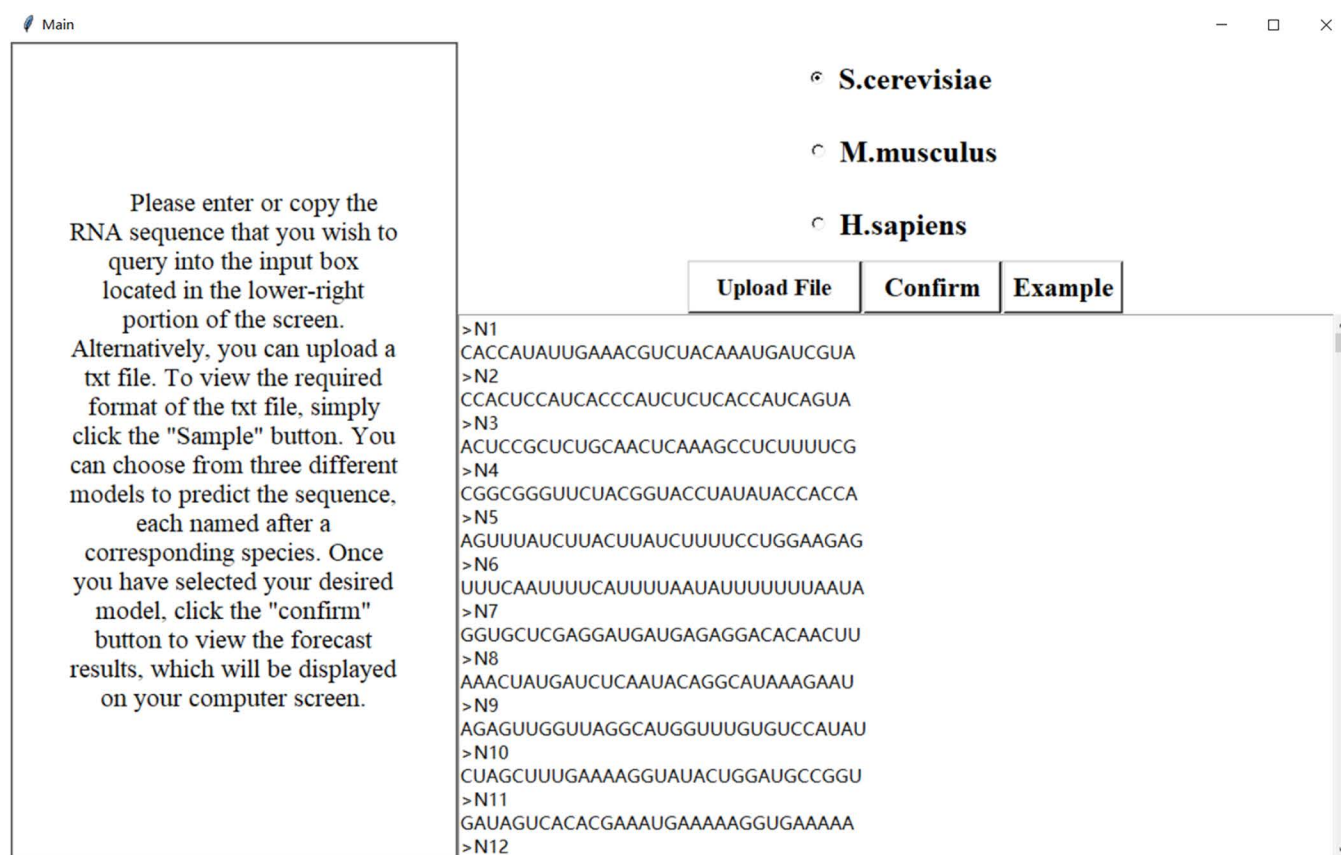 Main
Please enter or copy the
RNA sequence that you wish to
query into the input box
located in the lower-right
portion of the screen.
Alternatively, you can upload a
txt file. To view the required
format of the txt file, simply
click the "Sample" button. You
can choose from three different
models to predict the sequence,
each named after a
corresponding species. Once
you have selected your desired
model, click the "confirm"
button to view the forecast
results, which will be displayed
on your computer screen.
S.cerevisiae
M.musculus
H.sapiens
Upload File Confirm Example
>N1
CACCAUAUUGAAACGUCUACAAAUGAUCGUA
>N2
CCACUCCAUCACCCAUCUCUCACCAUCAGUA
>N3
ACUCCGCUCUGCAACUCAAAGCCUCUUUUCG
>N4
CGGCGGGUUCUACGGUACCUAUAUACCACCA
>N5
AGUUUAUCUUACUUAUCUUUUCCUGGAAGAG
>N6
UUUCAAUUUUCAUUUUAAUAUUUUUUUAAUA
>N7
GGUGCUCGAGGAUGAUGAGAGGACACAACUU
>N8
AAACUAUGAUCUCAAUACAGGCAUAAAGAAU
>N9
AGAGUUGGUUAGGCAUGGUUUGUGUCCAUAU
>N10
CUAGCUUUGAAAAGGUAUACUGGAUGCCGGU
>N11
GAUAGUCACACGAAAUGAAAAAGGUGAAAAA
>N12